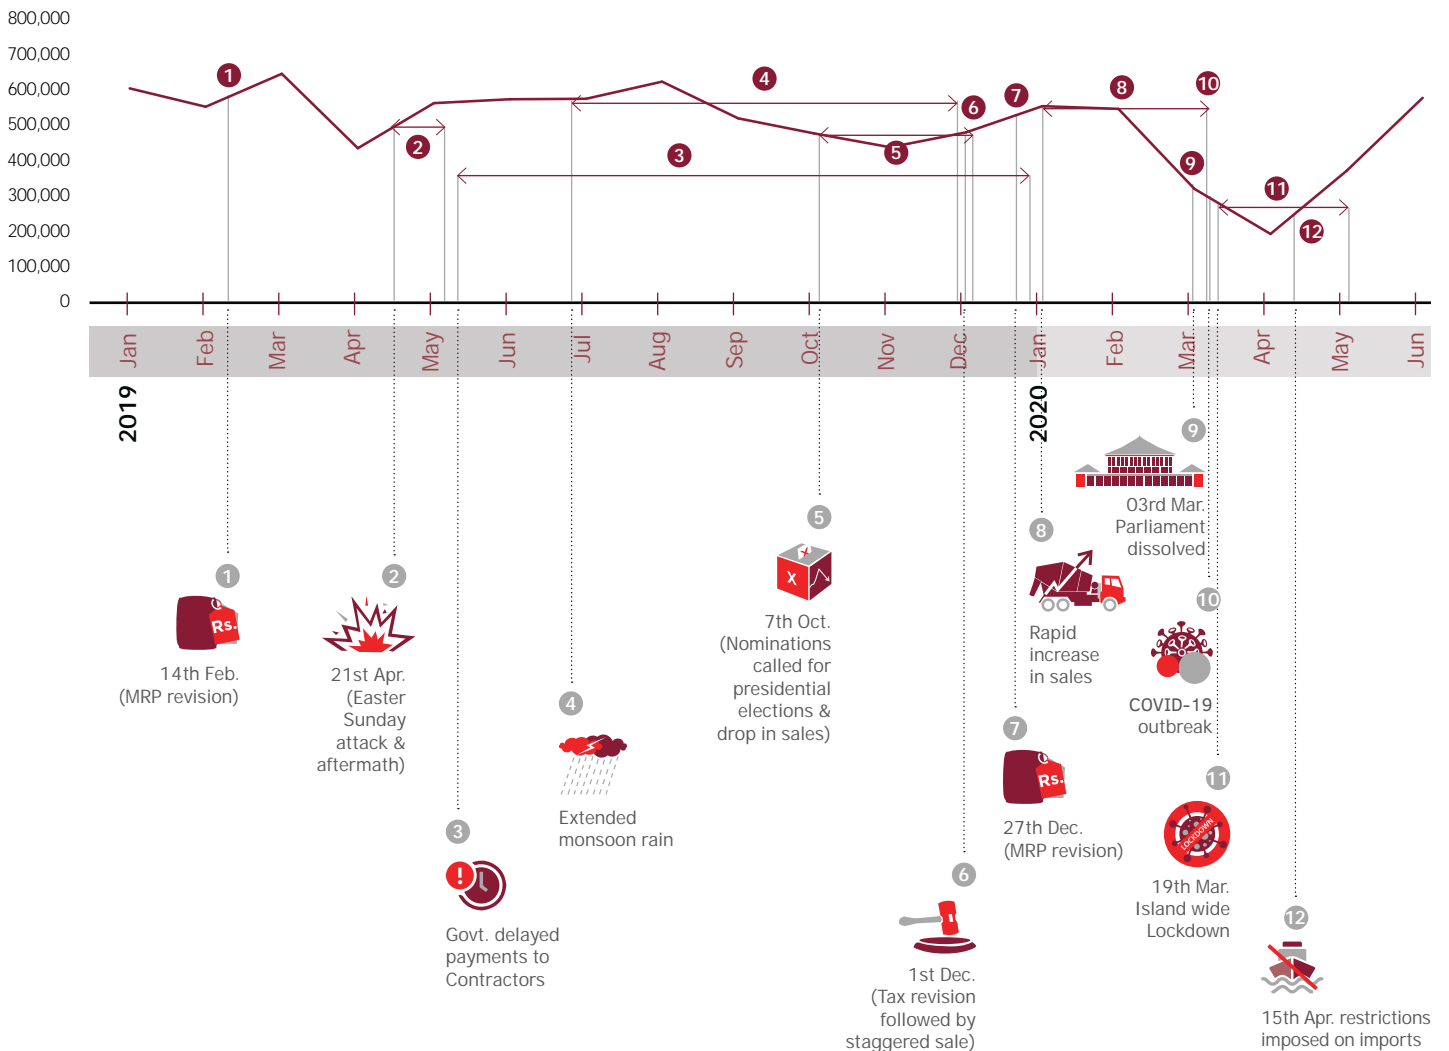 800,000
700,000
600,000
500,000
400,000
300,000
200,000
100,000
0
1
2
3
4
5
6
7
8
9
10
11
12
Jan
Feb
Mar
Apr
May
Jun
Jul
Aug
Sep
Oct
Nov
Dec
Jan
Feb
Mar
Apr
May
Jun
2019
2020
1
Rs.
14th Feb.
(MRP revision)
2
21st Apr.
(Easter
Sunday
attack &
aftermath)
3
!
Govt. delayed
payments to
Contractors
4
Extended
monsoon rain
5
X
7th Oct.
(Nominations
called for
presidential
elections &
drop in sales)
6
1st Dec.
(Tax revision
followed by
staggered sale)
7
Rs.
27th Dec.
(MRP revision)
8
Rapid
increase
in sales
9
03rd Mar.
Parliament
dissolved
10
COVID-19
outbreak
11
LOCKDOWN
19th Mar.
Island wide
Lockdown
12
15th Apr. restrictions
imposed on imports